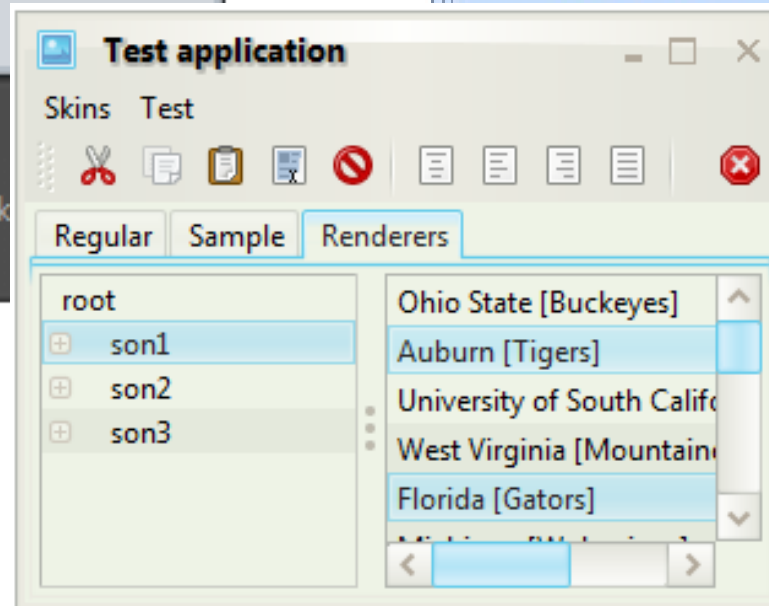 Test application
Skins Test
Regular Sample Renderers
root
son1
son2
son3
Ohio State [Buckeyes]
Auburn [Tigers]
University of South Califo
West Virginia [Mountaine
Florida [Gators]